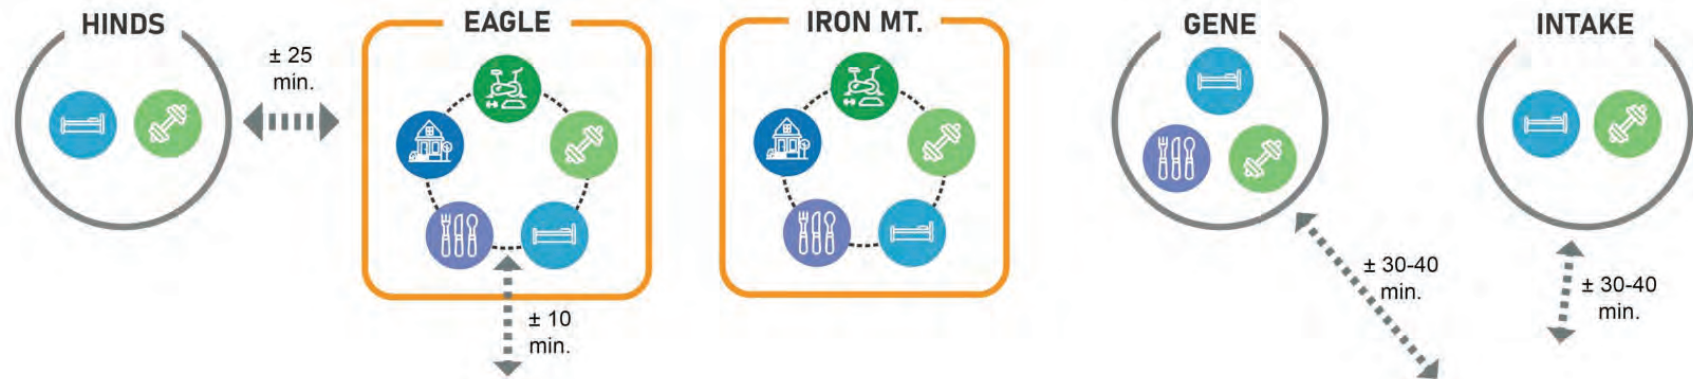 HINDS
± 25
min.
EAGLE
± 10
min.
IRON MT.
GENE
± 30-40
min.
INTAKE
± 30-40
min.